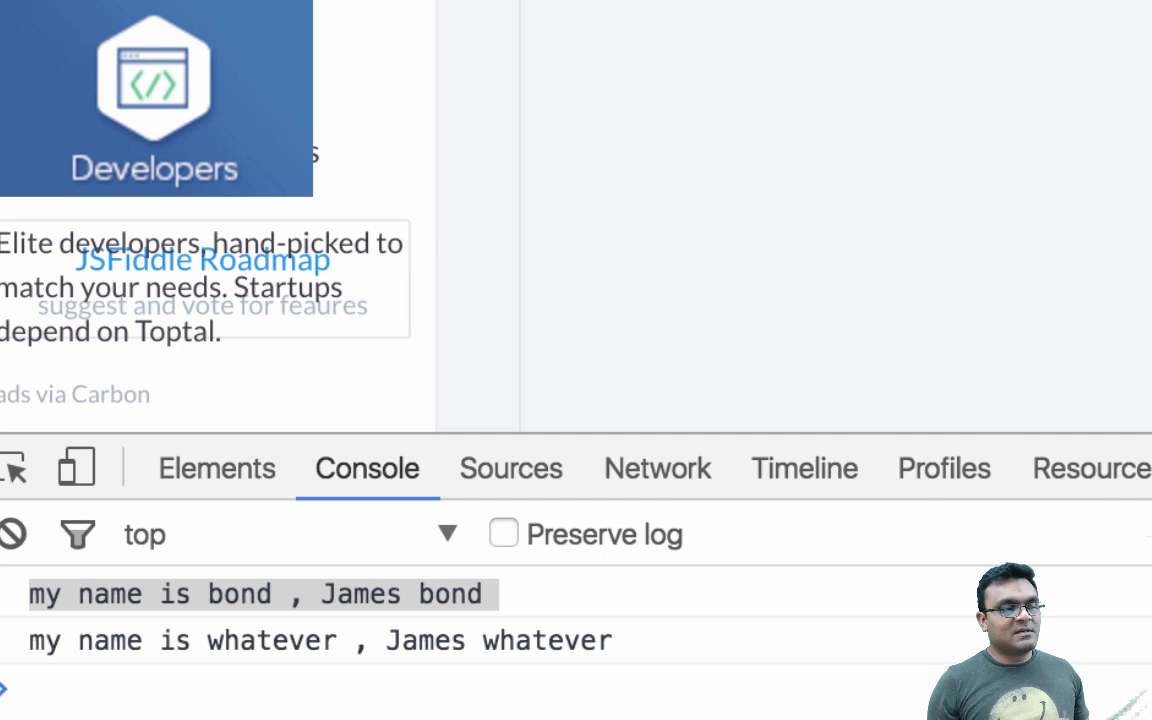 Developers
s
Elite developers, hand-picked to
JSFiddle Roadmap
match your needs. Startups
suggest and vote for feaures
depend on Toptal.
ads via Carbon
Elements Console Sources Network Timeline Profiles Resource
top Preserve log
my name is bond , James bond
my name is whatever , James whatever